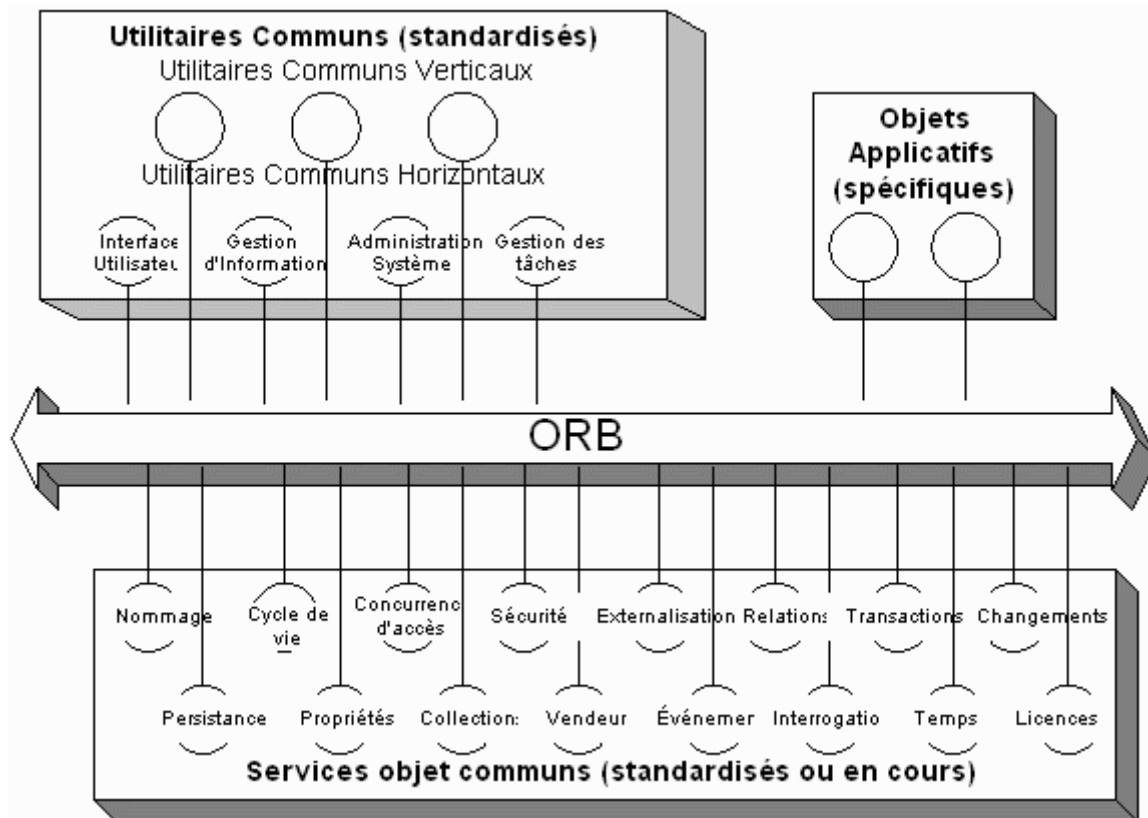 Utilitaires Communs (standardisés)
Utilitaires Communs Verticaux
Utilitaires Communs Horizontaux
Interface
Utilisateu
Gestion
d'Information
Administration
Système
Gestion des
tâches
Objets
Applicatifs
(spécifiques)
ORB
Nommage
Cycle de
vie
Concurrenc
d'accès
Sécurité
Externalisation
Relations
Transactions
Changements
Persistance
Propriétés
Collection:
Vendeur
Événemer
Interrogatio
Temps
Licences
Services objet communs (standardisés ou en cours)